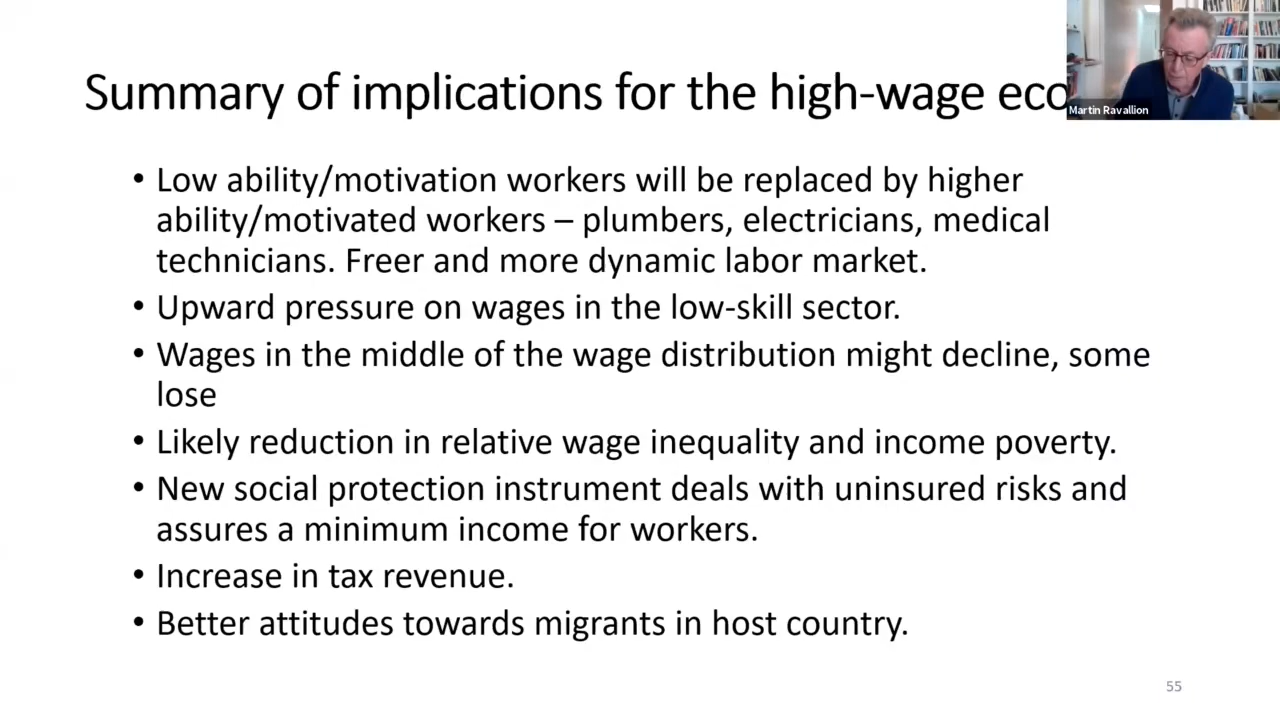 Summary of implications for the high-wage eco
Martin Ravallion
• Low ability/motivation workers will be replaced by higher
ability/motivated workers – plumbers, electricians, medical
technicians. Freer and more dynamic labor market.
• Upward pressure on wages in the low-skill sector.
• Wages in the middle of the wage distribution might decline, some
lose
• Likely reduction in relative wage inequality and income poverty.
• New social protection instrument deals with uninsured risks and
assures a minimum income for workers.
• Increase in tax revenue.
• Better attitudes towards migrants in host country.
55